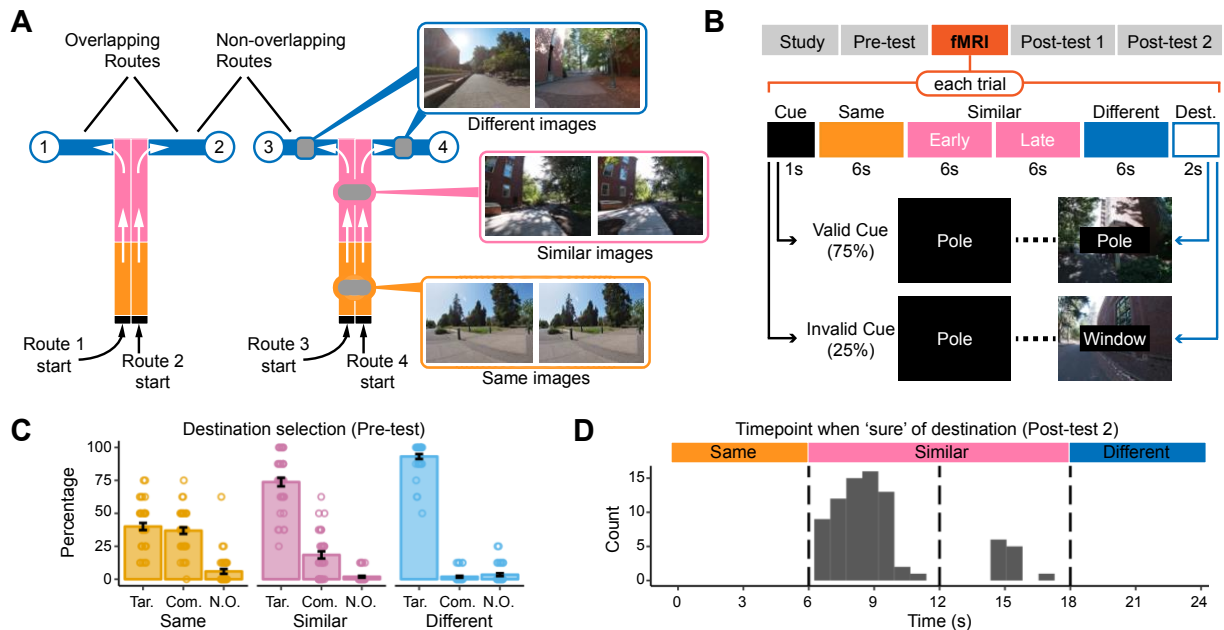 A
Overlapping
Routes
Non-overlapping
Routes
1
2
3
4
Different images
Similar images
Same images
Route 1
start
Route 2
start
Route 3
start
Route 4
start
B
Study
Pre-test
fMRI
Post-test 1
Post-test 2
each trial
Cue
Same
Similar
Different
Dest.
Early
Late
1s
6s
6s
6s
6s
2s
Valid Cue
(75%)
Pole
Pole
Invalid Cue
(25%)
Pole
Window
C
Destination selection (Pre-test)
Percentage
100
75
50
25
0
Tar. Com. N.O.
Same
Tar. Com. N.O.
Similar
Tar. Com. N.O.
Different
D
Timepoint when ‘sure’ of destination (Post-test 2)
Same
Similar
Different
Count
15
10
5
0
0 3 6 9 12 15 18 21 24
Time (s)